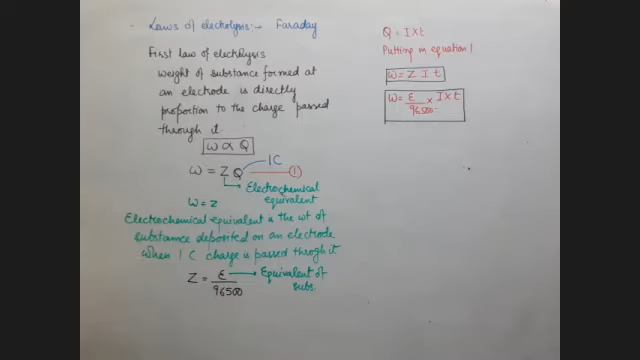 Laws of electrolysis:- Faraday
First law of electrolysis
weight of substance formed at
an electrode is directly
proportion to the charge passed
through it
W ∝ Q
W = Z Q 1C ①
Electrochemical
equivalent
W = Z
Electrochemical equivalent is the wt of
substance deposited on an electrode
when 1 C charge is passed through it
Z = E/96500 → Equivalent of
subs.
Q = I x t
Putting in equation 1
W = Z I t
W = E/96500 x I x t